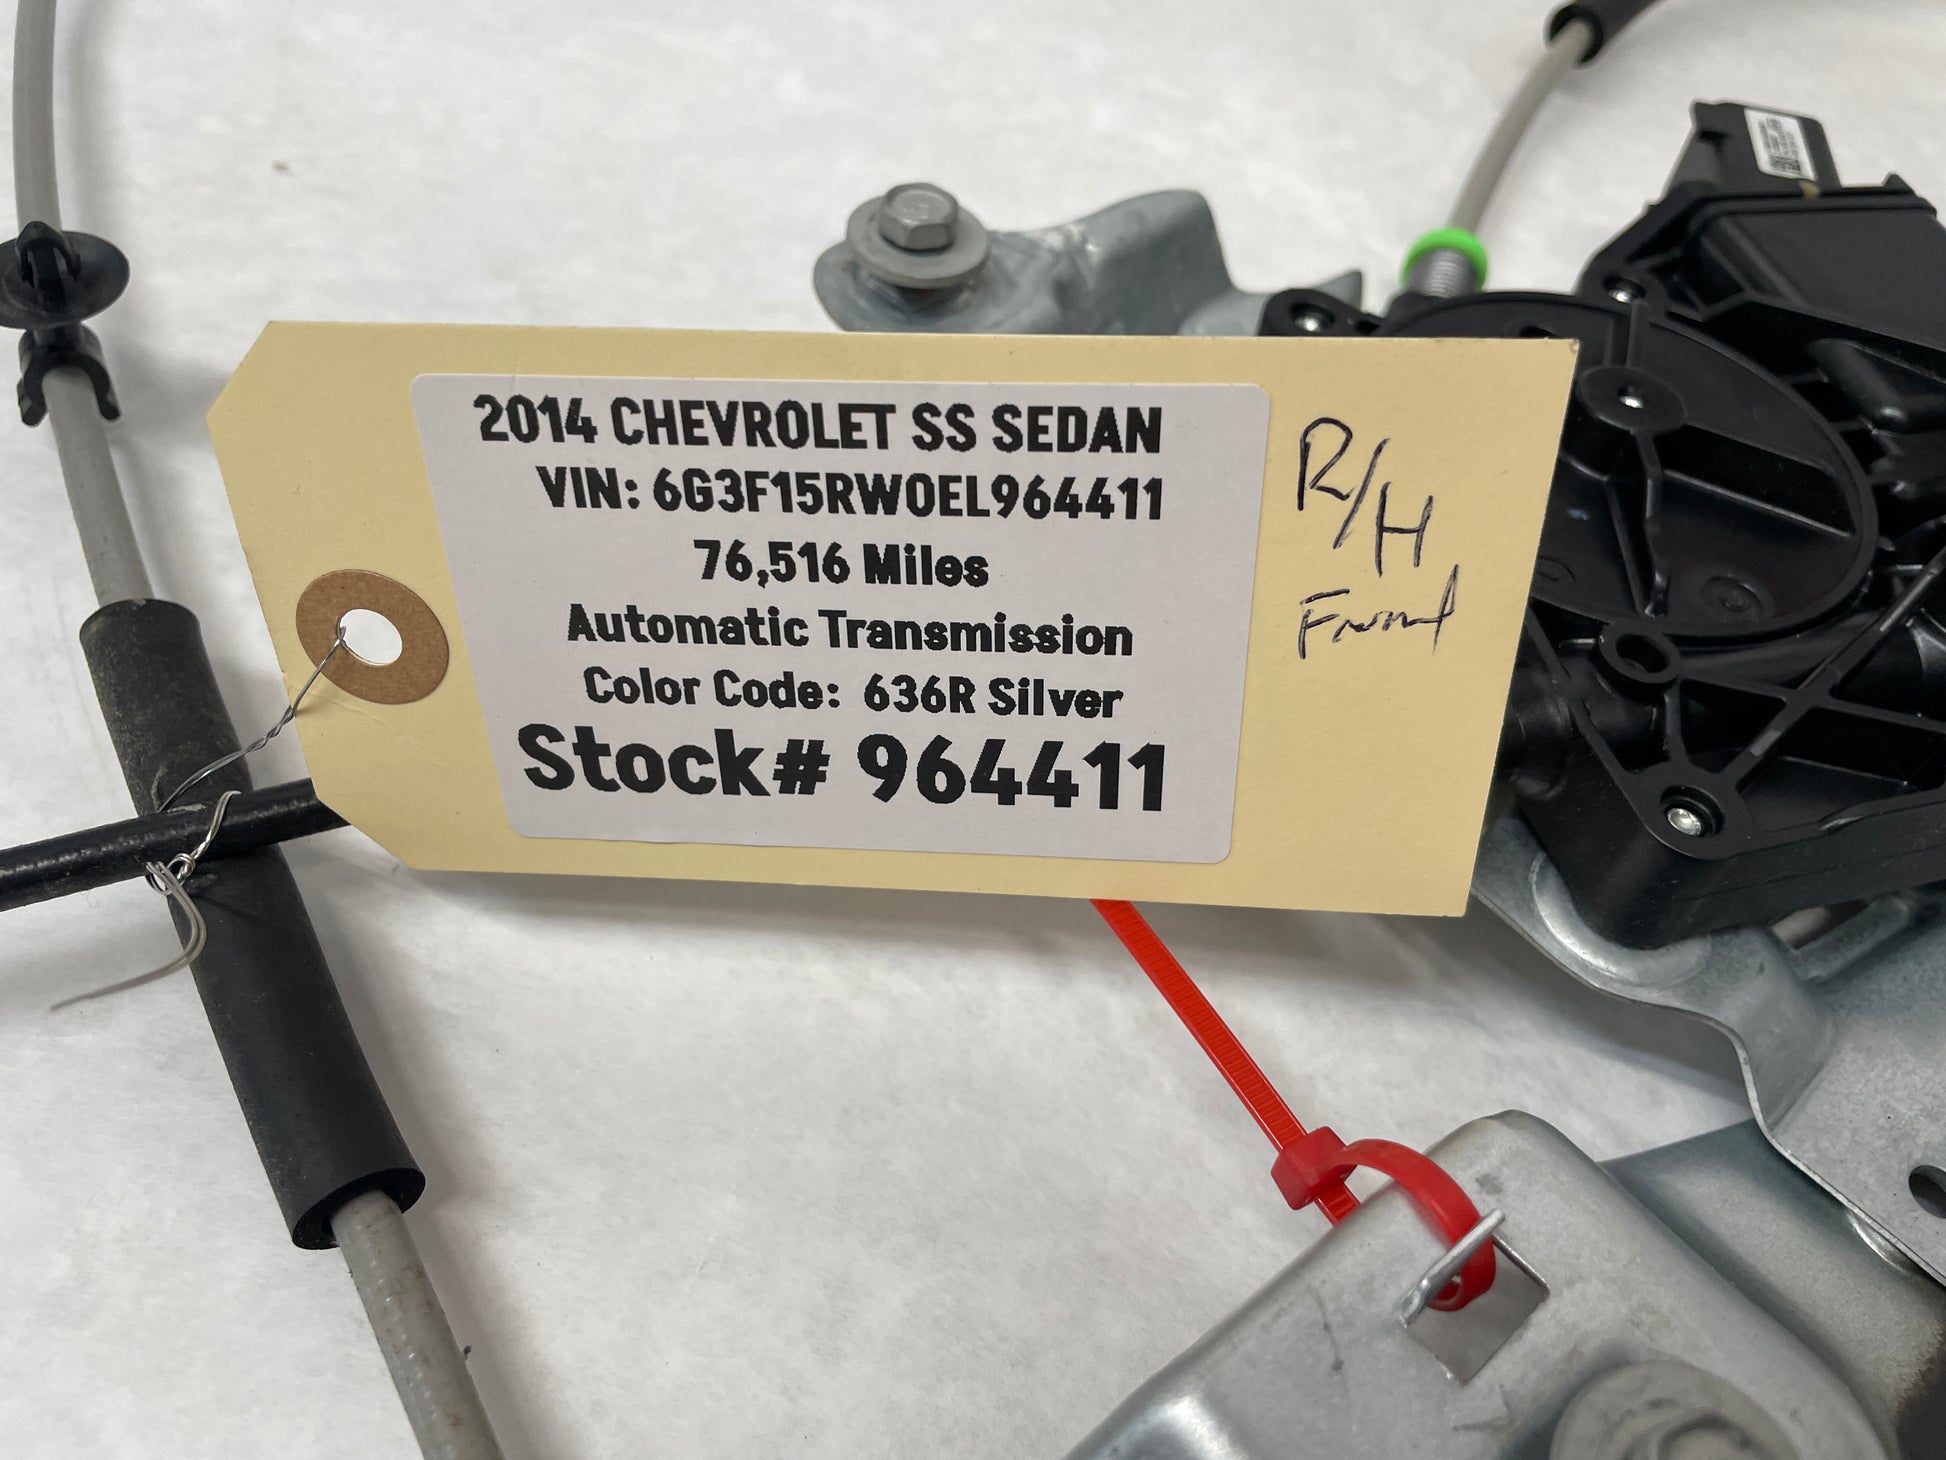 2014 CHEVROLET SS SEDAN
VIN: 6G3F15RW0EL964411
76,516 Miles
Automatic Transmission
Color Code: 636R Silver
Stock# 964411
R/H
Front